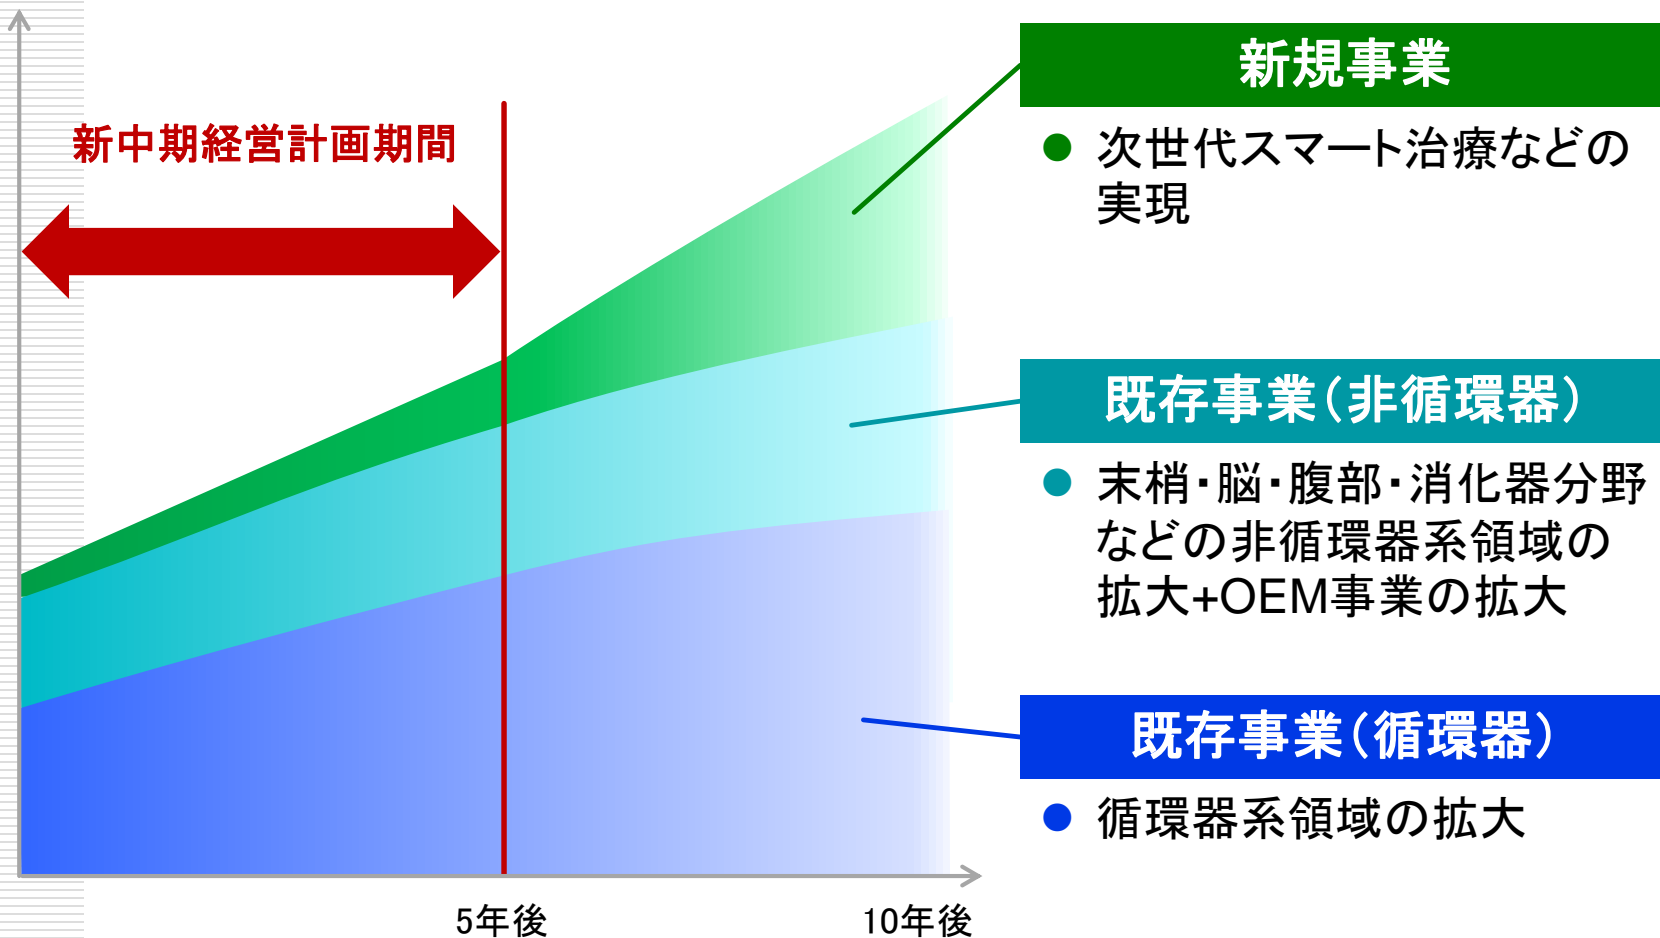 新中期経営計画期間
5年後
10年後
新規事業
● 次世代スマート治療などの
実現
既存事業（非循環器）
● 末梢・脳・腹部・消化器分野
などの非循環器系領域の
拡大+OEM事業の拡大
既存事業（循環器）
● 循環器系領域の拡大